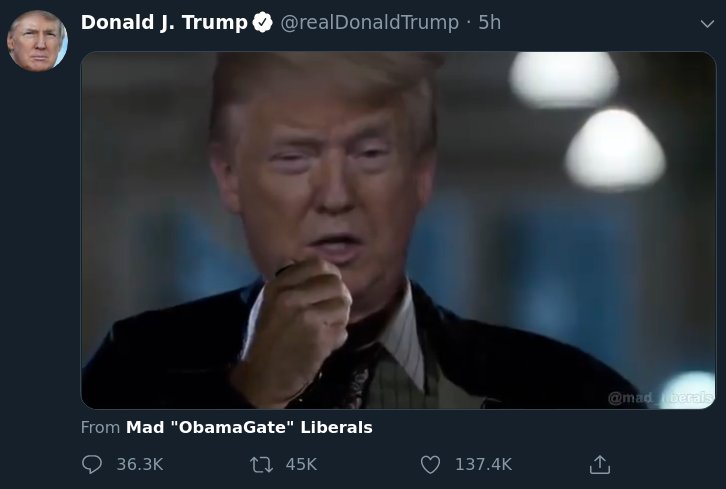 Donald J. Trump @realDonaldTrump · 5h
@mad_liberals
From Mad "ObamaGate" Liberals
36.3K 45K 137.4K